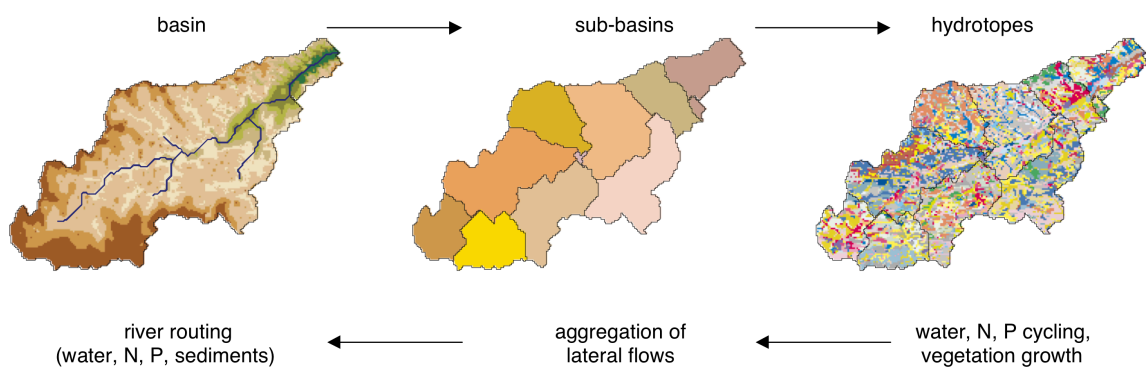 basin
sub-basins
hydrotopes
river routing
(water, N, P, sediments)
aggregation of
lateral flows
water, N, P cycling,
vegetation growth